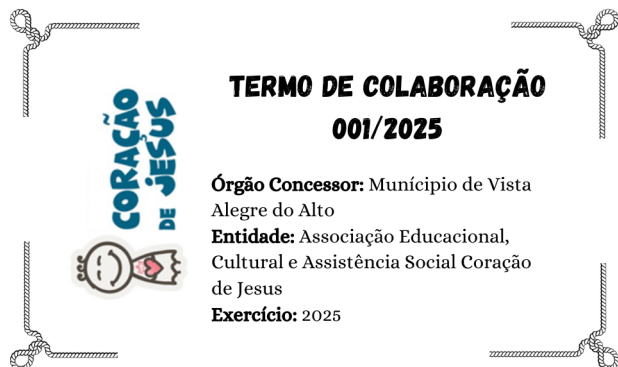 CORAÇÃO
DE JESUS
TERMO DE COLABORAÇÃO
001/2025
Órgão Concessor: Munícipio de Vista
Alegre do Alto
Entidade: Associação Educacional,
Cultural e Assistência Social Coração
de Jesus
Exercício: 2025